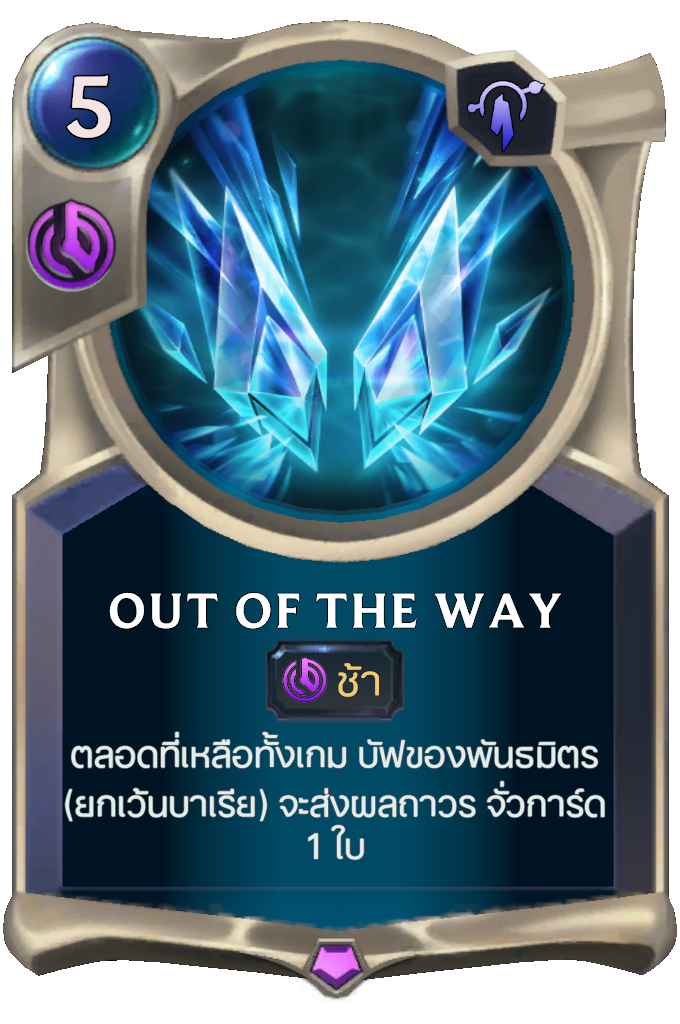 5
OUT OF THE WAY
ช้า
ตลอดที่เหลือทั้งเกม บัฟของพันธมิตร
(ยกเว้นบาเรีย) จะส่งผลถาวร จั่วการ์ด
1 ใบ